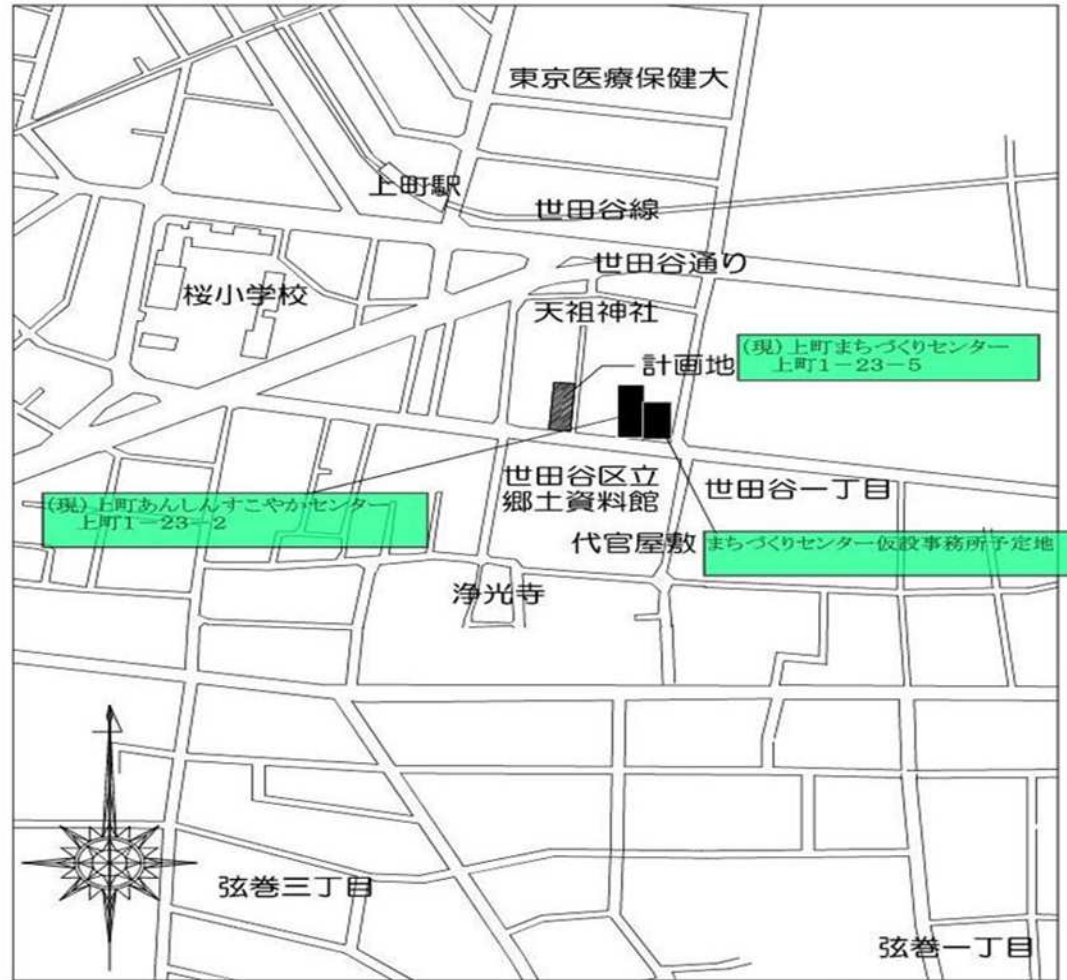 東京医療保健大
上町駅
世田谷線
世田谷通り
桜小学校
天祖神社
計画地
(現)上町まちづくりセンター
上町1-23-5
世田谷区立
郷土資料館
世田谷一丁目
(現)上町あんしんすこやかセンター
上町1-23-2
代官屋敷
まちづくりセンター仮設事務所予定地
浄光寺
弦巻三丁目
弦巻一丁目